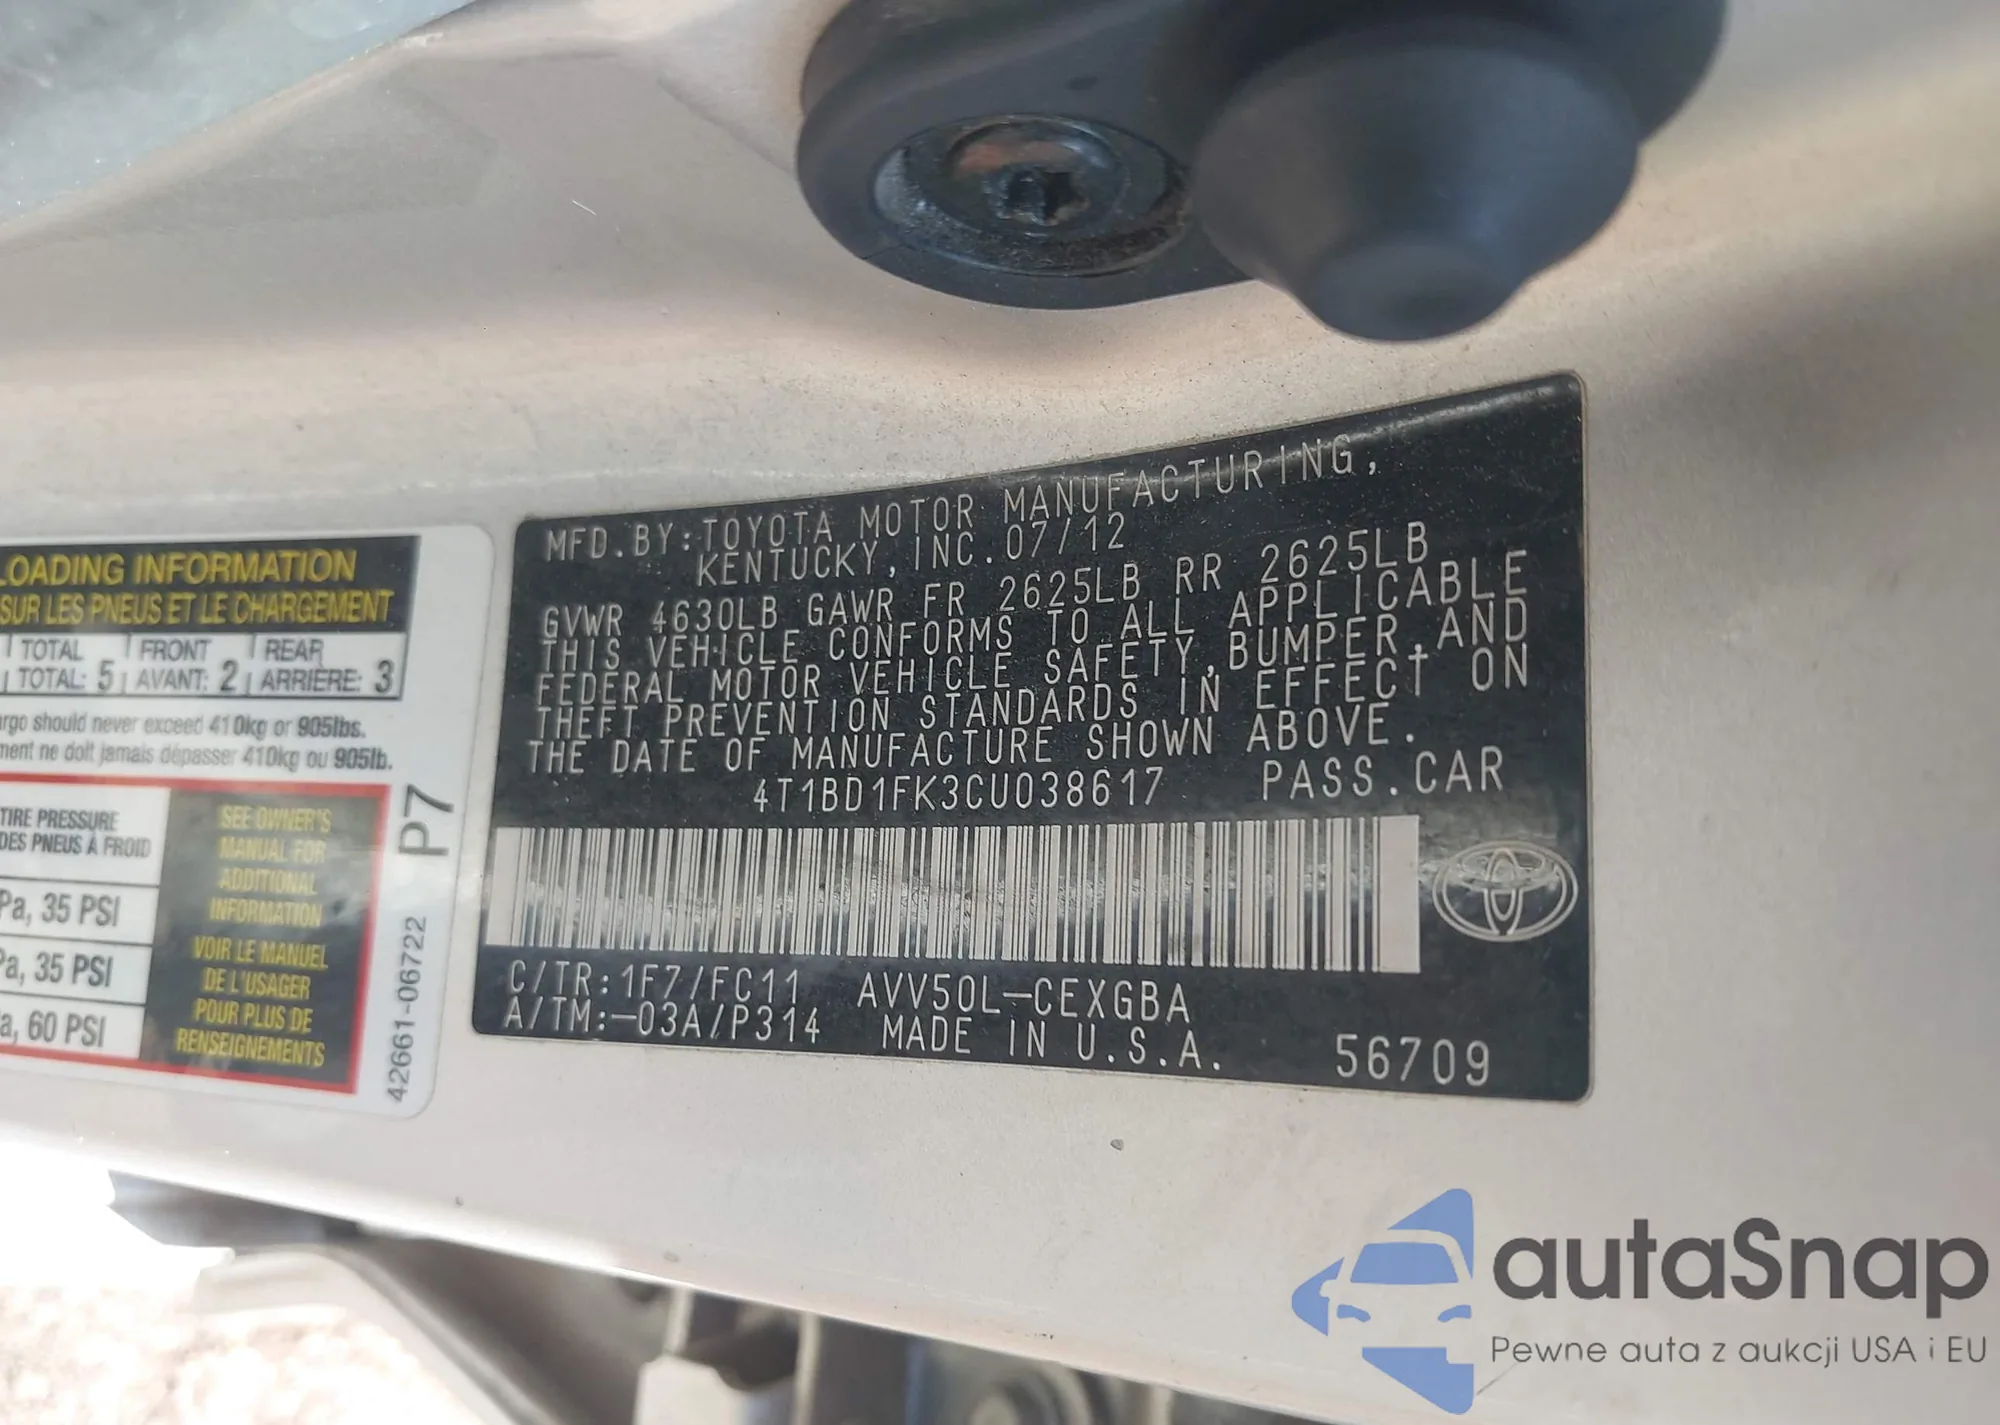 LOADING INFORMATION
SUR LES PNEUS ET LE CHARGEMENT
TOTAL FRONT REAR
TOTAL: 5 AVANT: 2 ARRIÈRE: 3
argo should never exceed 410kg or 905lbs.
ment ne doit jamais dépasser 410kg ou 905lb.
TIRE PRESSURE
DES PNEUS À FROID
Pa, 35 PSI
Pa, 35 PSI
a, 60 PSI
SEE OWNER'S
MANUAL FOR
ADDITIONAL
INFORMATION
VOIR LE MANUEL
DE L'USAGER
POUR PLUS DE
RENSEIGNEMENTS
P7
42661-06722
MFD. BY: TOYOTA MOTOR MANUFACTURING,
KENTUCKY, INC. 07/12
GVWR 4630LB GAWR FR 2625LB RR 2625LB
THIS VEHICLE CONFORMS TO ALL APPLICABLE
FEDERAL MOTOR VEHICLE SAFETY, BUMPER, AND
THEFT PREVENTION STANDARDS IN EFFECT ON
THE DATE OF MANUFACTURE SHOWN ABOVE.
4T1BD1FK3CU038617 PASS.CAR
C/TR: 1F7/FC11 AVV50L-CEXGBA
A/TM:-03A/P314 MADE IN U.S.A. 56709
autaSnap
Pewne auta z aukcji USA i EU